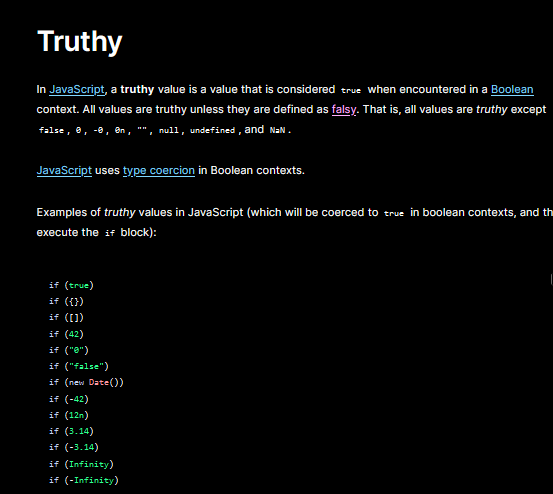 Truthy
In JavaScript, a truthy value is a value that is considered true when encountered in a Boolean
context. All values are truthy unless they are defined as falsy. That is, all values are truthy except
false, 0, -0, 0n, "", null, undefined, and NaN.
JavaScript uses type coercion in Boolean contexts.
Examples of truthy values in JavaScript (which will be coerced to true in boolean contexts, and th
execute the if block):
if (true)
if ({})
if ([])
if (42)
if ("0")
if ("false")
if (new Date())
if (-42)
if (12n)
if (3.14)
if (-3.14)
if (Infinity)
if (-Infinity)